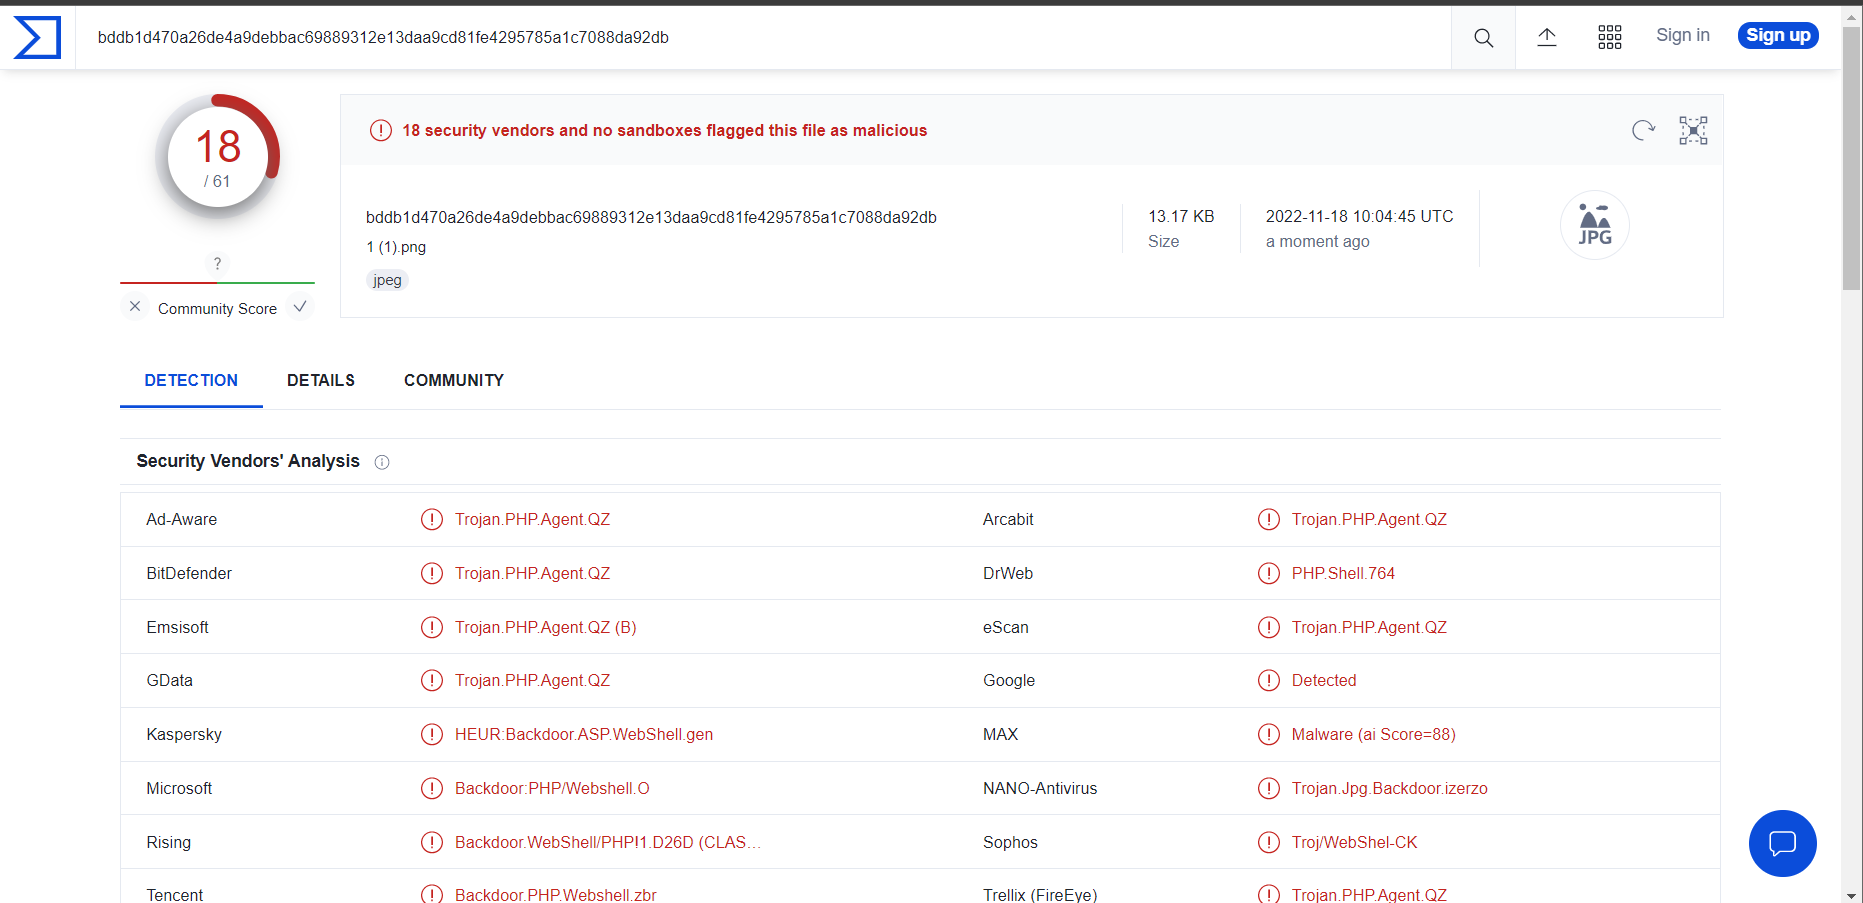 bddb1d470a26de4a9debbac69889312e13daa9cd81fe4295785a1c7088da92db
Sign in
Sign up
18
/ 61
?
Community Score
18 security vendors and no sandboxes flagged this file as malicious
bddb1d470a26de4a9debbac69889312e13daa9cd81fe4295785a1c7088da92db
1 (1).png
jpeg
13.17 KB
Size
2022-11-18 10:04:45 UTC
a moment ago
JPG
DETECTION DETAILS COMMUNITY
Security Vendors' Analysis
Ad-Aware Trojan.PHP.Agent.QZ Arcabit Trojan.PHP.Agent.QZ
BitDefender Trojan.PHP.Agent.QZ DrWeb PHP.Shell.764
Emsisoft Trojan.PHP.Agent.QZ (B) eScan Trojan.PHP.Agent.QZ
GData Trojan.PHP.Agent.QZ Google Detected
Kaspersky HEUR:Backdoor.ASP.WebShell.gen MAX Malware (ai Score=88)
Microsoft Backdoor:PHP/Webshell.O NANO-Antivirus Trojan.Jpg.Backdoor.izerzo
Rising Backdoor.WebShell/PHP!1.D26D (CLAS… Sophos Troj/WebShel-CK
Tencent Backdoor.PHP.Webshell.zbr Trellix (FireEye) Trojan.PHP.Agent.QZ